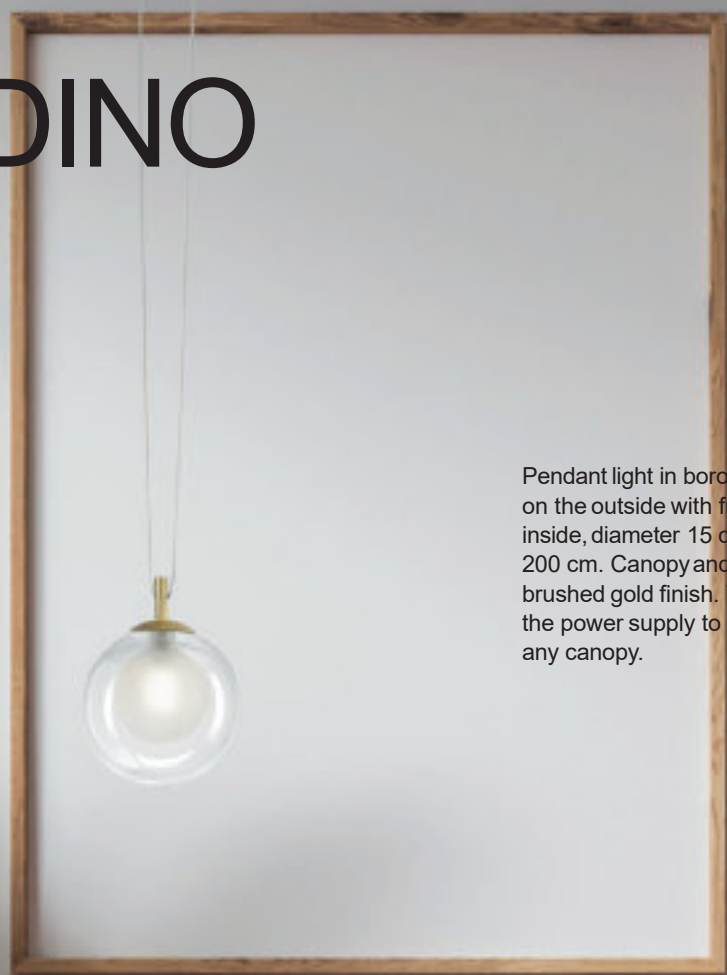 DINO
Pendant light in boro
on the outside with fi
inside, diameter 15 c
200 cm. Canopy and
brushed gold finish.
the power supply to
any canopy.